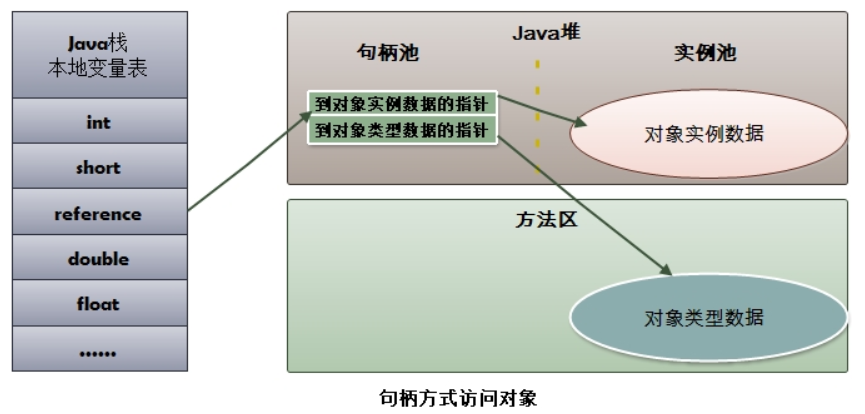 Java栈
本地变量表
int
short
reference
double
float
......
Java堆
句柄池
实例池
到对象实例数据的指针
到对象类型数据的指针
对象实例数据
方法区
对象类型数据
句柄方式访问对象